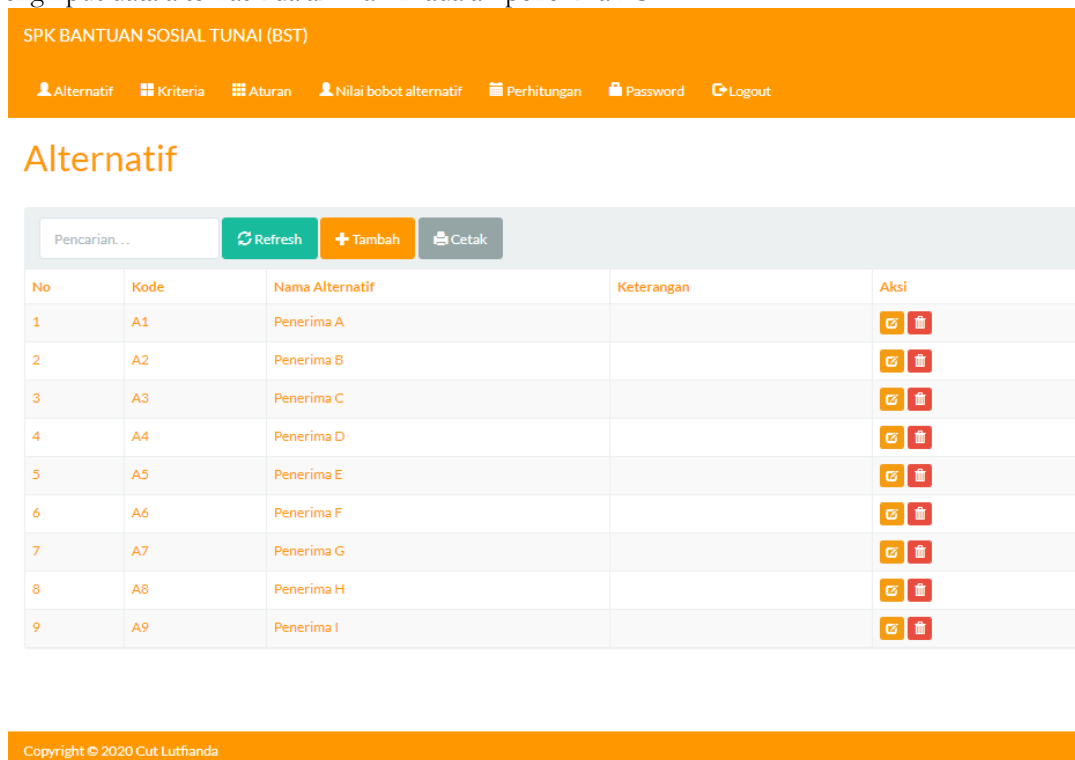 SPK BANTUAN SOSIAL TUNAI (BST)
Alternatif Kriteria Aturan Nilai bobot alternatif Perhitungan Password Logout
Alternatif
Pencarian... Refresh Tambah Cetak
No Kode Nama Alternatif Keterangan Aksi
1 A1 Penerima A
2 A2 Penerima B
3 A3 Penerima C
4 A4 Penerima D
5 A5 Penerima E
6 A6 Penerima F
7 A7 Penerima G
8 A8 Penerima H
9 A9 Penerima I
Copyright © 2020 Cut Lutfianda